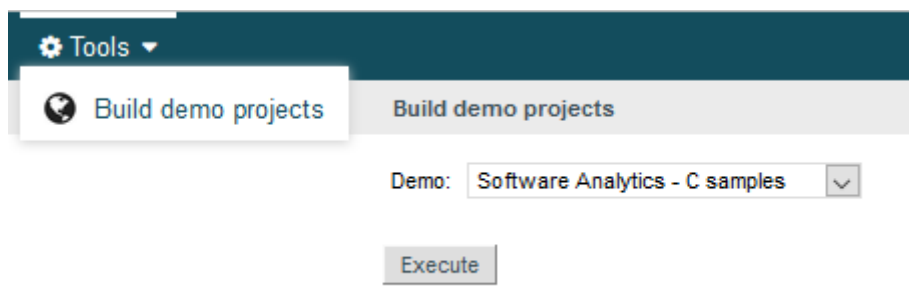 Tools
Build demo projects
Build demo projects
Demo: Software Analytics - C samples
Execute